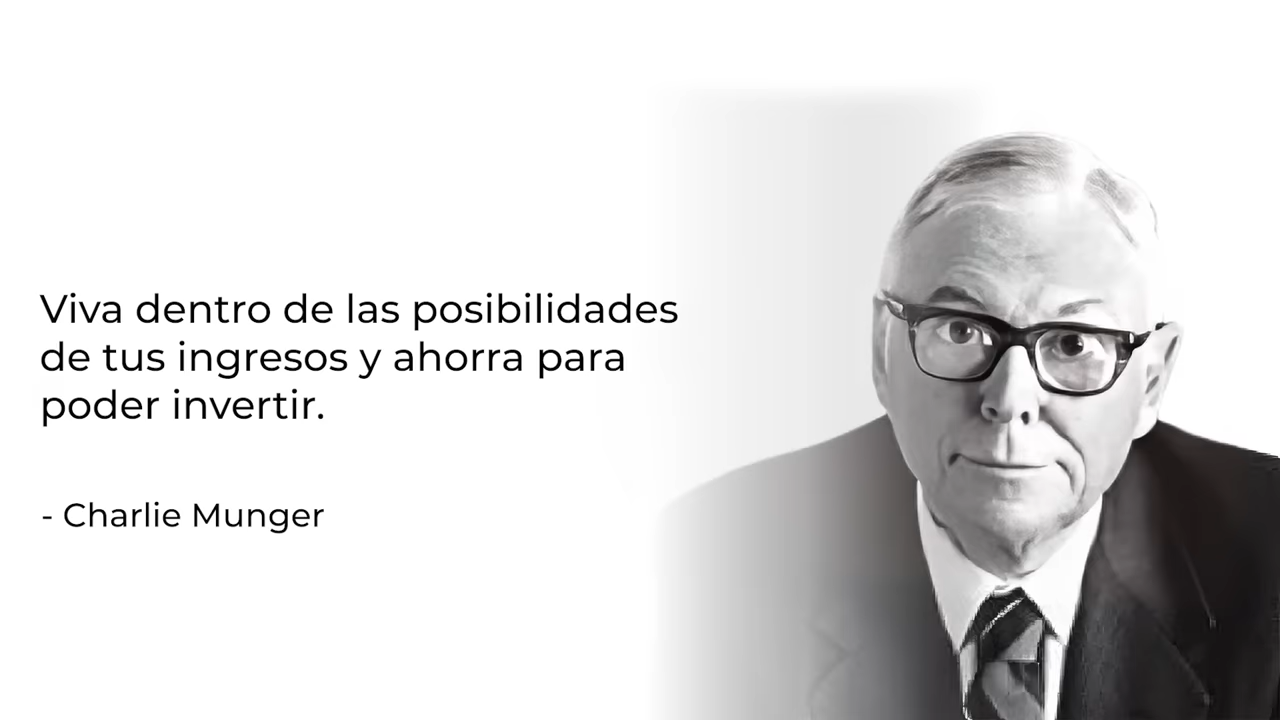 Viva dentro de las posibilidades
de tus ingresos y ahorra para
poder invertir.
- Charlie Munger